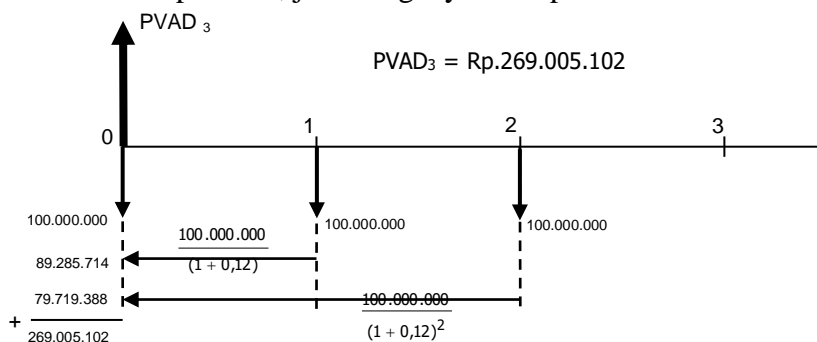 PVAD 3
PVAD3 = Rp.269.005.102
0 1 2 3
100.000.000 100.000.000 100.000.000
100.000.000
(1 + 0,12)
89.285.714
79.719.388
100.000.000
(1 + 0,12)2
+
269.005.102